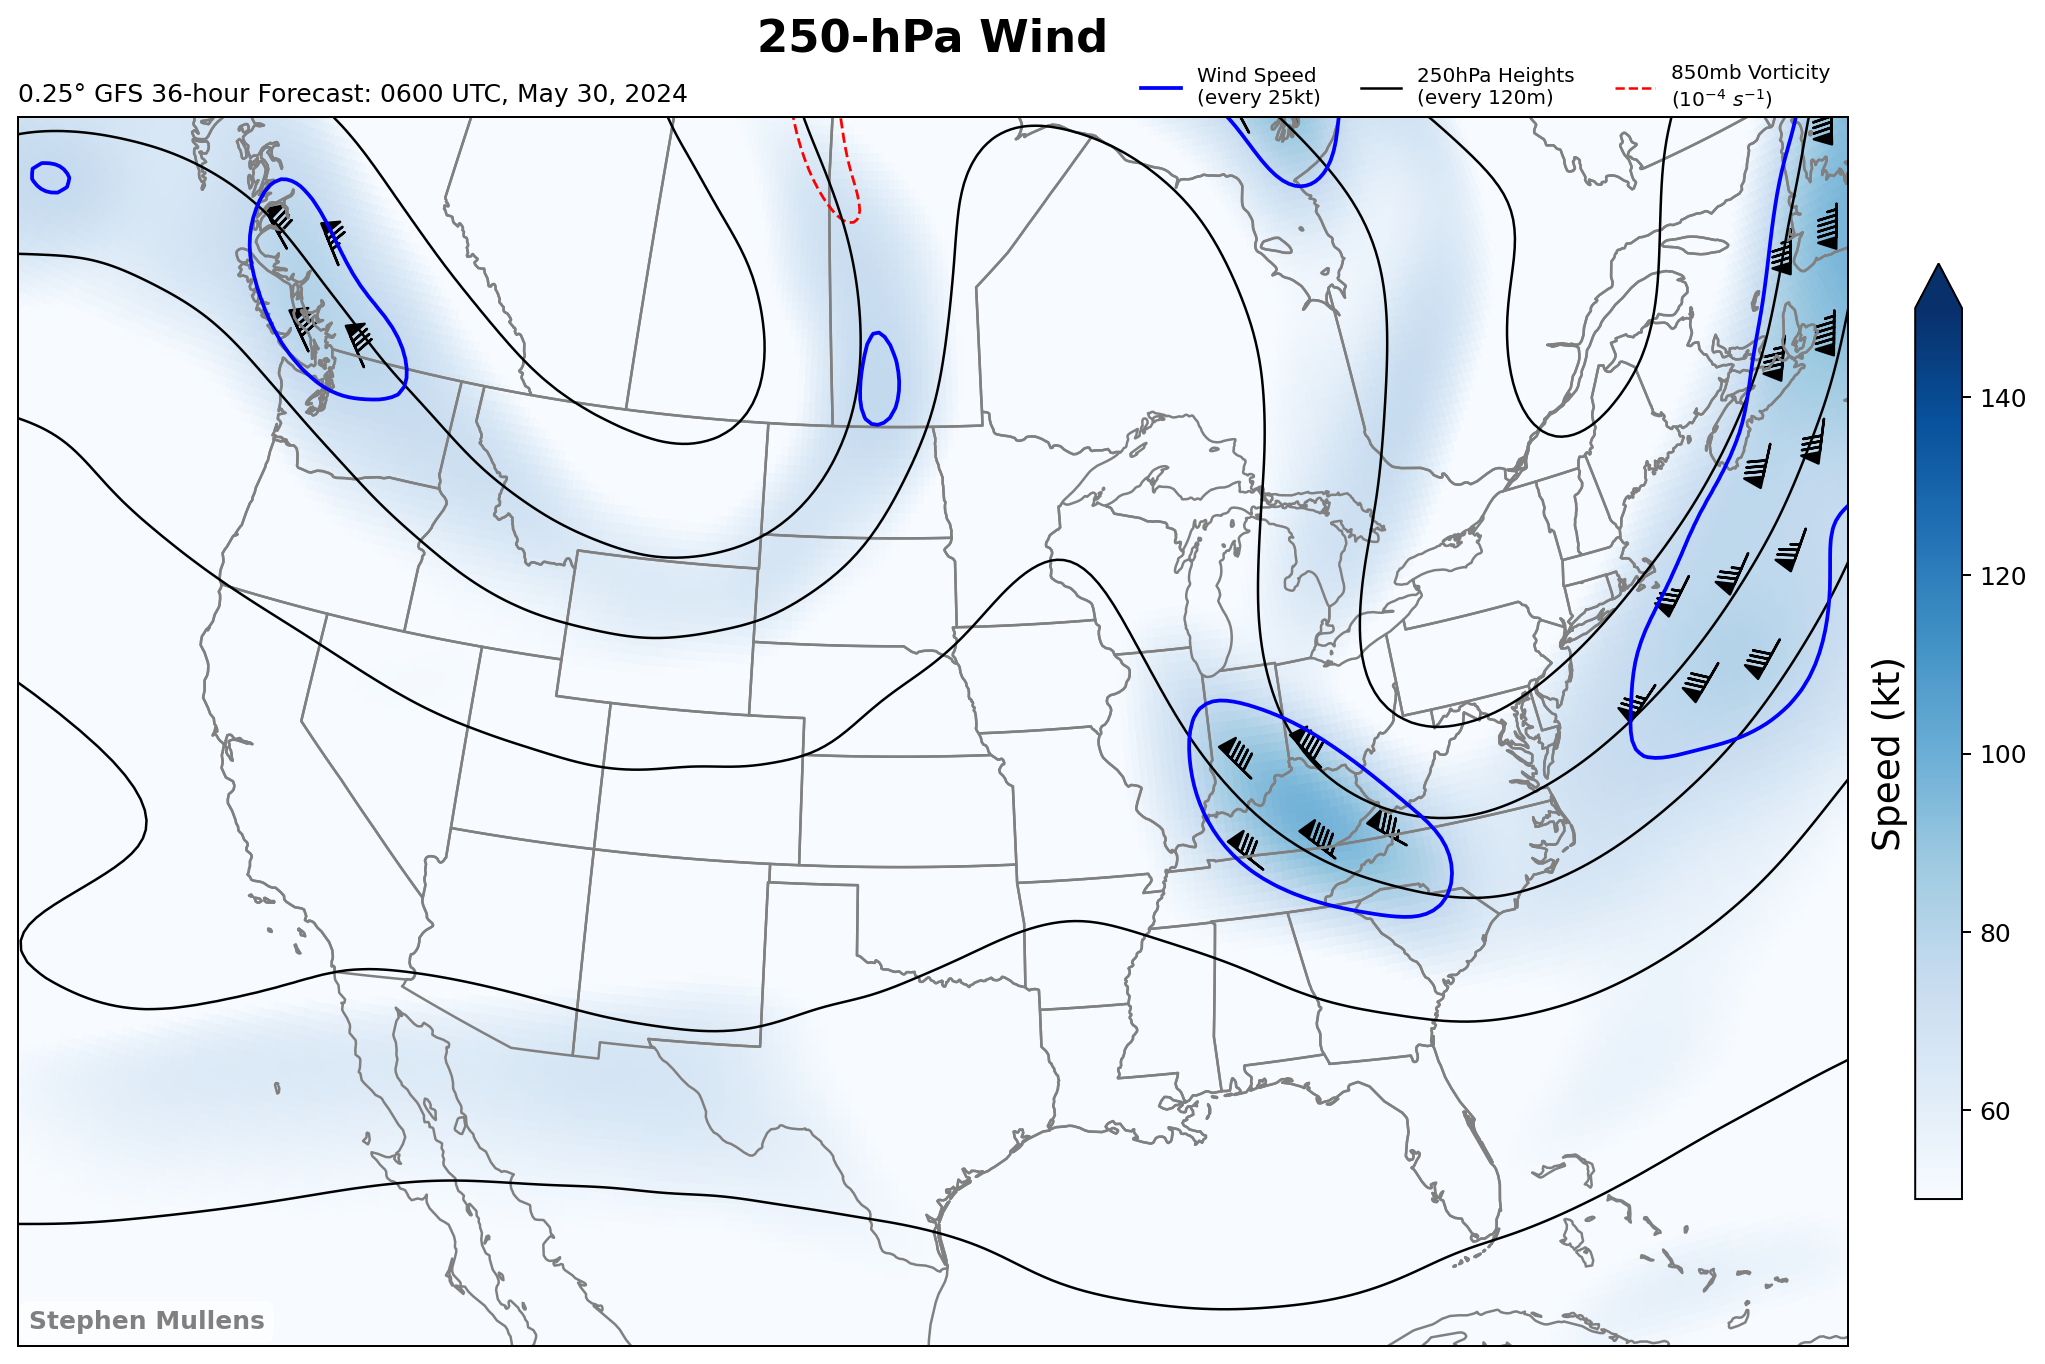 250-hPa Wind
0.25° GFS 36-hour Forecast: 0600 UTC, May 30, 2024
Wind Speed
(every 25kt)
250hPa Heights
(every 120m)
850mb Vorticity
(10⁻⁴ s⁻¹)
140
120
100
80
60
Speed (kt)
Stephen Mullens